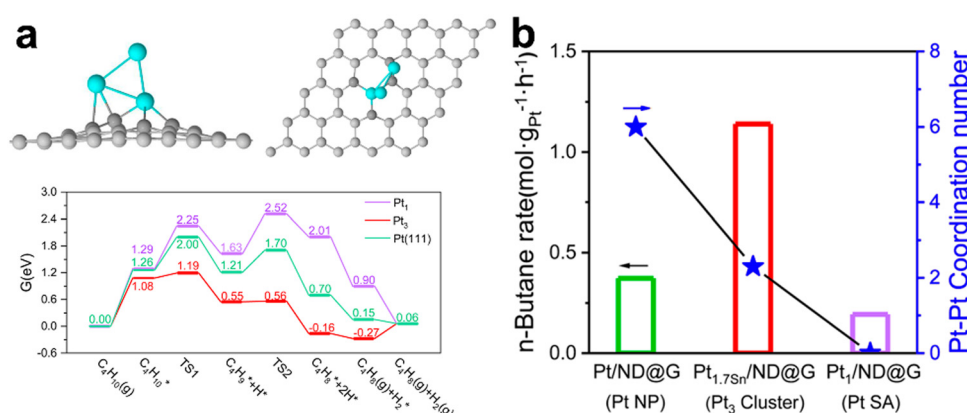 a
3.0
2.4
1.8
1.2
0.6
0.0
-0.6
G(eV)
Pt₁
Pt₃
Pt(111)
0.00
1.29
1.26
1.08
2.25
2.00
1.19
1.63
1.21
0.55
2.52
1.70
0.56
2.01
0.70
-0.16
0.90
0.15
-0.27
0.06
C₄H₁₀(g)
C₄H₁₀*
TS1
C₄H₉*+H*
TS2
C₄H₈*+2H*
C₄H₈(g)+H₂*
C₄H₈(g)+H₂(g)
b
n-Butane rate(mol·gPt⁻¹·h⁻¹)
1.5
1.0
0.5
0.0
8
6
4
2
0
Pt-Pt Coordination number
Pt/ND@G
(Pt NP)
Pt₁.₇Sn/ND@G
(Pt₃ Cluster)
Pt₁/ND@G
(Pt SA)